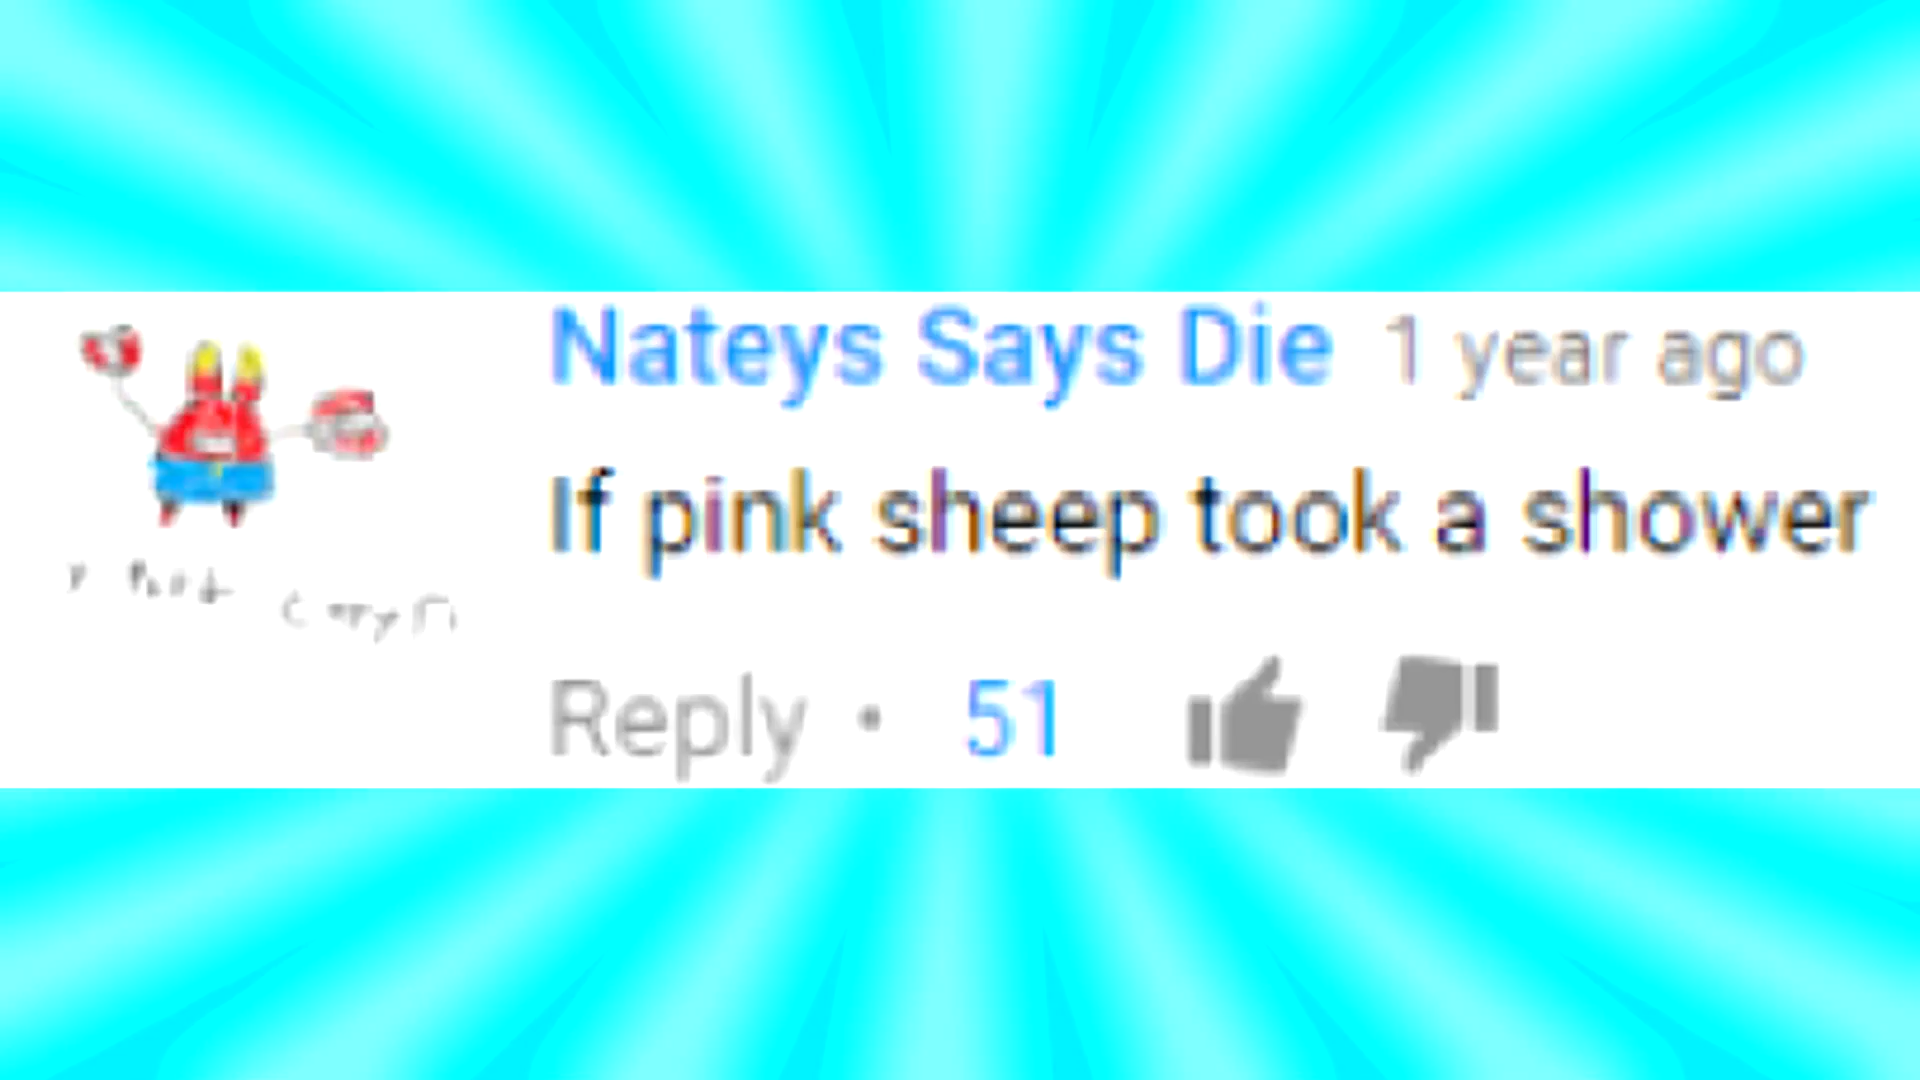 Nateys Says Die 1 year ago
If pink sheep took a shower
Reply • 51